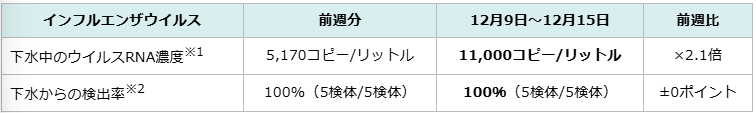 インフルエンザウイルス 前週分 12月9日～12月15日 前週比
下水中のウイルスRNA濃度※1 5,170コピー/リットル 11,000コピー/リットル ×2.1倍
下水からの検出率※2 100%（5検体/5検体） 100%（5検体/5検体） ±0ポイント